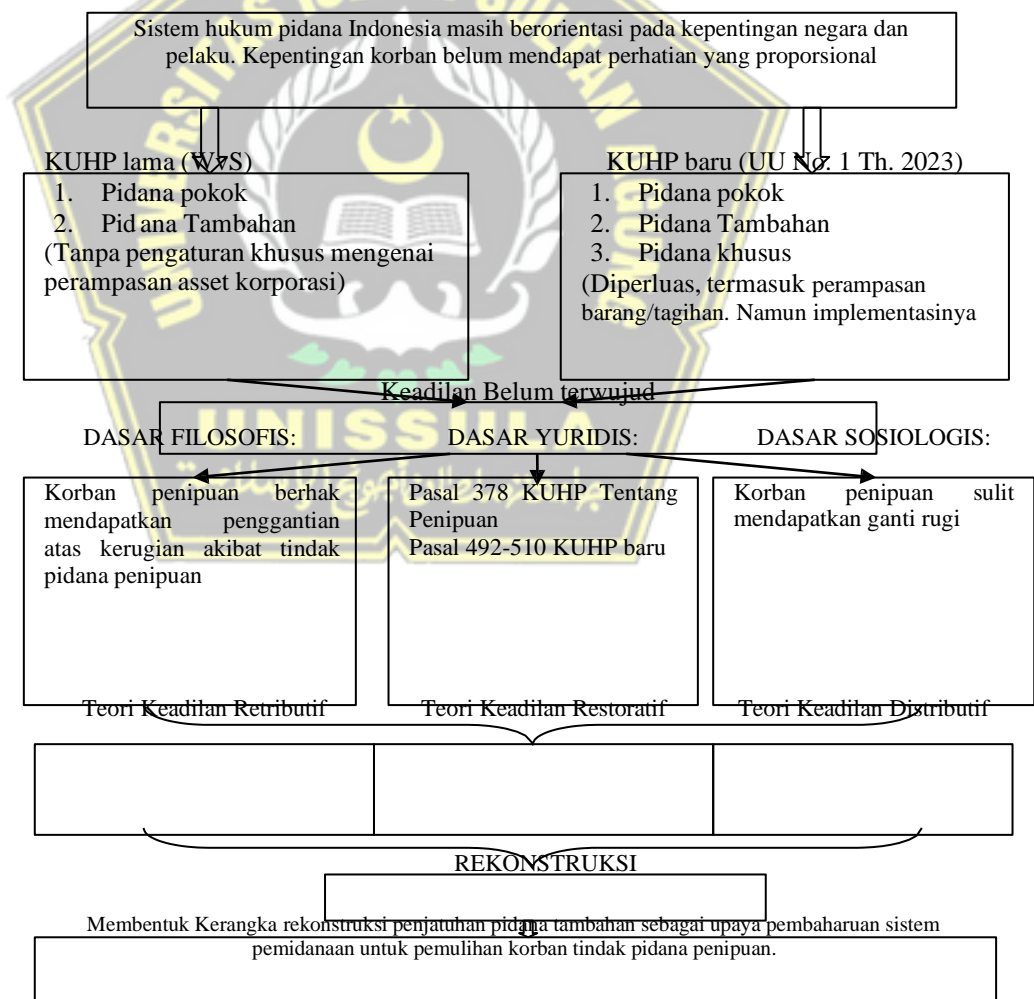 Sistem hukum pidana Indonesia masih berorientasi pada kepentingan negara dan
pelaku. Kepentingan korban belum mendapat perhatian yang proporsional
KUHP lama (WvS)
1. Pidana pokok
2. Pidana Tambahan
(Tanpa pengaturan khusus mengenai
perampasan asset korporasi)
KUHP baru (UU No. 1 Th. 2023)
1. Pidana pokok
2. Pidana Tambahan
3. Pidana khusus
(Diperluas, termasuk perampasan
barang/tagihan. Namun implementasinya
Keadilan Belum terwujud
DASAR FILOSOFIS:
Korban penipuan berhak
mendapatkan penggantian
atas kerugian akibat tindak
pidana penipuan
DASAR YURIDIS:
Pasal 378 KUHP Tentang
Penipuan
Pasal 492-510 KUHP baru
DASAR SOSIOLOGIS:
Korban penipuan sulit
mendapatkan ganti rugi
Teori Keadilan Retributif
Teori Keadilan Restoratif
Teori Keadilan Distributif
REKONSTRUKSI
Membentuk Kerangka rekonstruksi penjatuhan pidana tambahan sebagai upaya pembaharuan sistem
pemidanaan untuk pemulihan korban tindak pidana penipuan.
UNIVERSITAS ISLAM SULTAN AGUNG
UNISSULA